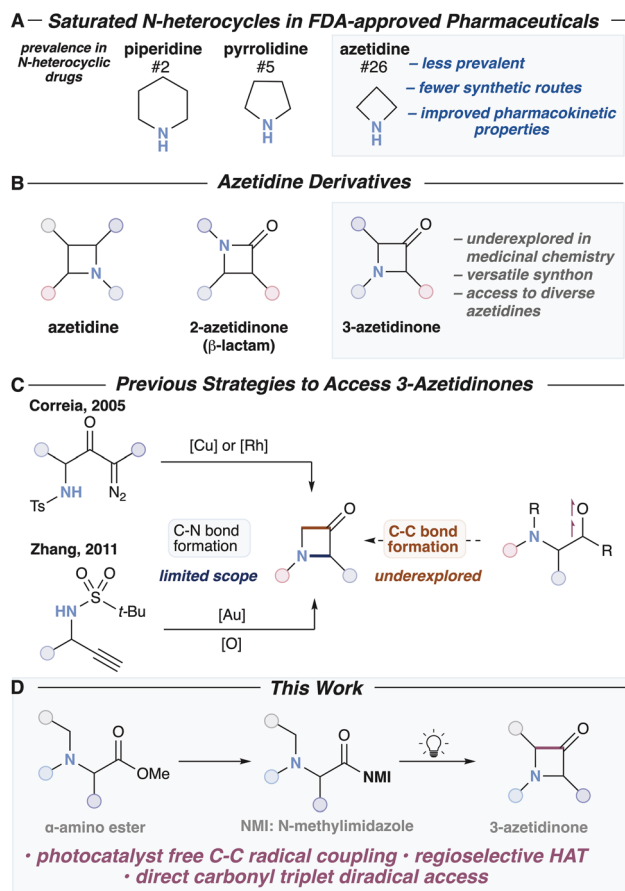 A Saturated N-heterocycles in FDA-approved Pharmaceuticals
prevalence in
N-heterocyclic
drugs
piperidine
#2
N
H
pyrrolidine
#5
N
H
azetidine
#26
N
H
– less prevalent
– fewer synthetic routes
– improved pharmacokinetic
properties
B Azetidine Derivatives
N
azetidine
N
O
2-azetidinone
(β-lactam)
O
N
3-azetidinone
– underexplored in
medicinal chemistry
– versatile synthon
– access to diverse
azetidines
C Previous Strategies to Access 3-Azetidinones
Correia, 2005
O
NH
Ts
N2
[Cu] or [Rh]
Zhang, 2011
O O
S
HN
t-Bu
[Au]
[O]
C-N bond
formation
limited scope
O
N
C-C bond
formation
underexplored
R
O
N
R
D This Work
O
N
OMe
α-amino ester
O
N
NMI
NMI: N-methylimidazole
O
N
3-azetidinone
· photocatalyst free C-C radical coupling · regioselective HAT
· direct carbonyl triplet diradical access